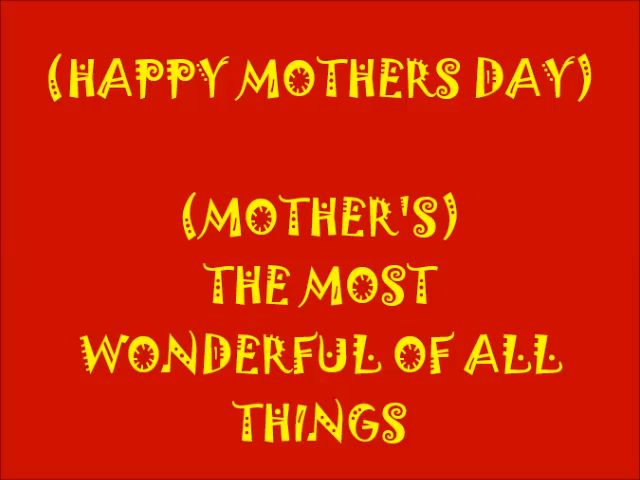 (HAPPY MOTHERS DAY)
(MOTHER'S)
THE MOST
WONDERFUL OF ALL
THINGS